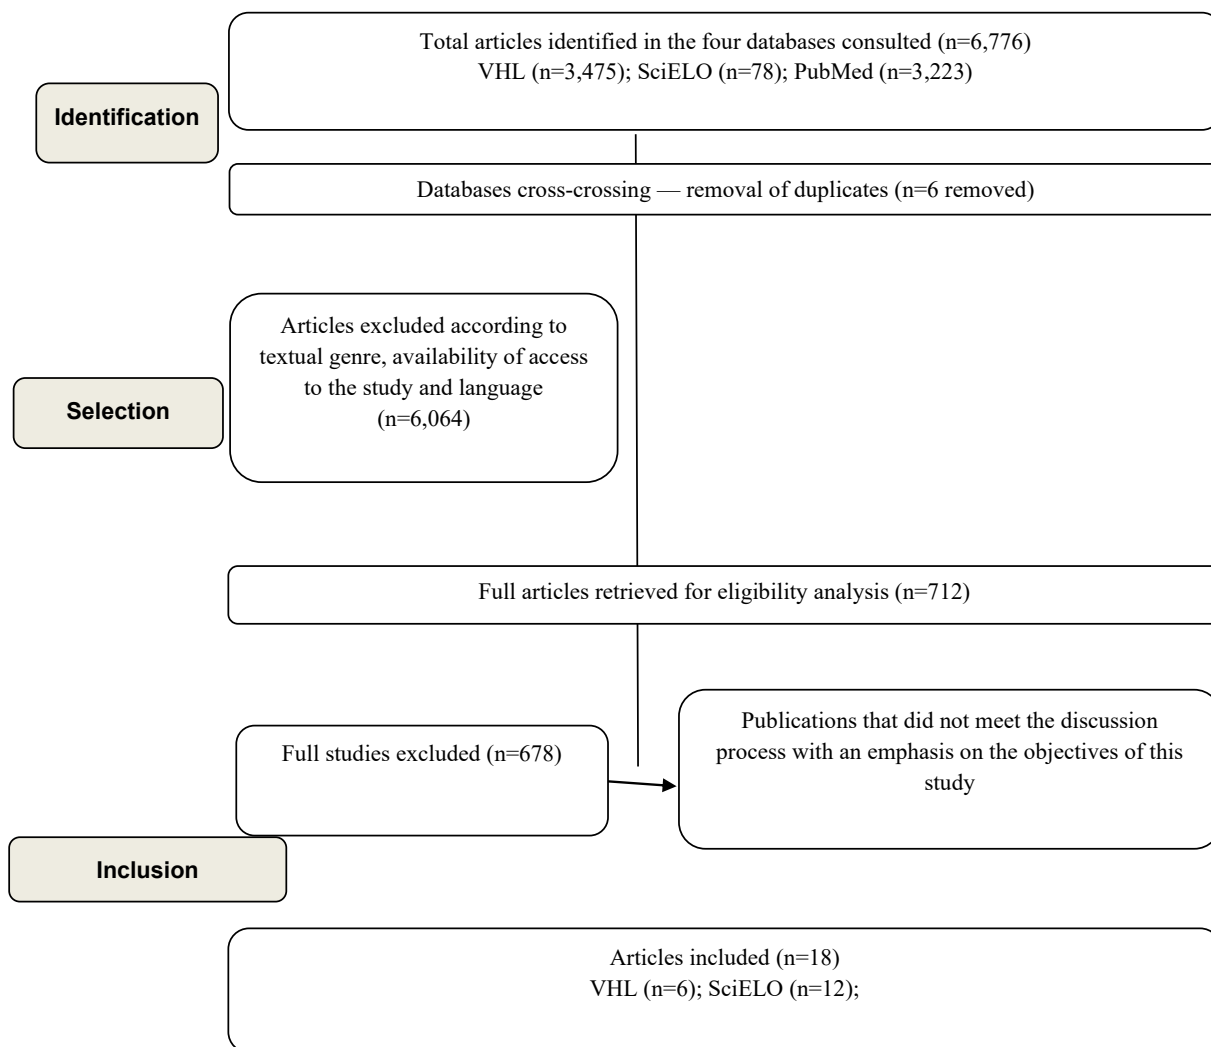 Total articles identified in the four databases consulted (n=6,776)
VHL (n=3,475); SciELO (n=78); PubMed (n=3,223)
Identification
Databases cross-crossing — removal of duplicates (n=6 removed)
Articles excluded according to
textual genre, availability of access
to the study and language
(n=6,064)
Selection
Full articles retrieved for eligibility analysis (n=712)
Full studies excluded (n=678)
Publications that did not meet the discussion
process with an emphasis on the objectives of this
study
Inclusion
Articles included (n=18)
VHL (n=6); SciELO (n=12);